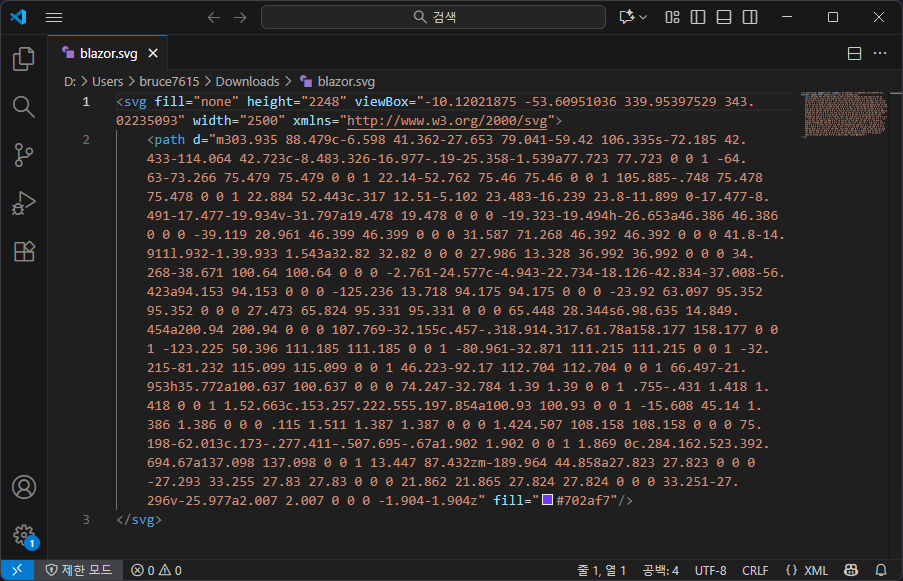 검색
blazor.svg
D: > Users > bruce7615 > Downloads > blazor.svg
1 <svg fill="none" height="2248" viewBox="-10.12021875 -53.60951036 339.95397529 343.
02235093" width="2500" xmlns="http://www.w3.org/2000/svg">
2 <path d="m303.935 88.479c-6.598 41.362-27.653 79.041-59.42 106.335s-72.185 42.
433-114.064 42.723c-8.483.326-16.977-.19-25.358-1.539a77.723 77.723 0 0 1 -64.
63-73.266 75.479 75.479 0 0 1 22.14-52.762 75.46 75.46 0 0 1 105.885-.748 75.478
75.478 0 0 1 22.884 52.443c.317 12.51-5.102 23.483-16.239 23.8-11.899 0-17.477-8.
491-17.477-19.934v-31.797a19.478 19.478 0 0 0 -19.323-19.494h-26.653a46.386 46.386
0 0 0 -39.119 20.961 46.399 46.399 0 0 0 31.587 71.268 46.392 46.392 0 0 0 41.8-14.
911l.932-1.39.933 1.543a32.82 32.82 0 0 0 27.986 13.328 36.992 36.992 0 0 0 34.
268-38.671 100.64 100.64 0 0 0 -2.761-24.577c-4.943-22.734-18.126-42.834-37.008-56.
423a94.153 94.153 0 0 0 -125.236 13.718 94.175 94.175 0 0 0 -23.92 63.097 95.352
95.352 0 0 0 27.473 65.824 95.331 95.331 0 0 0 65.448 28.344s6.98.635 14.849.
454a200.94 200.94 0 0 0 107.769-32.155c.457-.318.914.317.61.78a158.177 158.177 0 0
1 -123.225 50.396 111.185 111.185 0 0 1 -80.961-32.871 111.215 111.215 0 0 1 -32.
215-81.232 115.099 115.099 0 0 1 46.223-92.17 112.704 112.704 0 0 1 66.497-21.
953h35.772a100.637 100.637 0 0 0 74.247-32.784 1.39 1.39 0 0 1 .755-.431 1.418 1.
418 0 0 1 1.52.663c.153.257.222.555.197.854a100.93 100.93 0 0 1 -15.608 45.14 1.
386 1.386 0 0 0 .115 1.511 1.387 1.387 0 0 0 1.424.507 108.158 108.158 0 0 0 75.
198-62.013c.173-.277.411-.507.695-.67a1.902 1.902 0 0 1 1.869 0c.284.162.523.392.
694.67a137.098 137.098 0 0 1 13.447 87.432zm-189.964 44.858a27.823 27.823 0 0 0
-27.293 33.255 27.83 27.83 0 0 0 21.862 21.865 27.824 27.824 0 0 0 33.251-27.
296v-25.977a2.007 2.007 0 0 0 -1.904-1.904z" fill="#702af7"/>
3 </svg>
1
제한 모드 0 0 줄 1, 열 1 공백: 4 UTF-8 CRLF {} XML